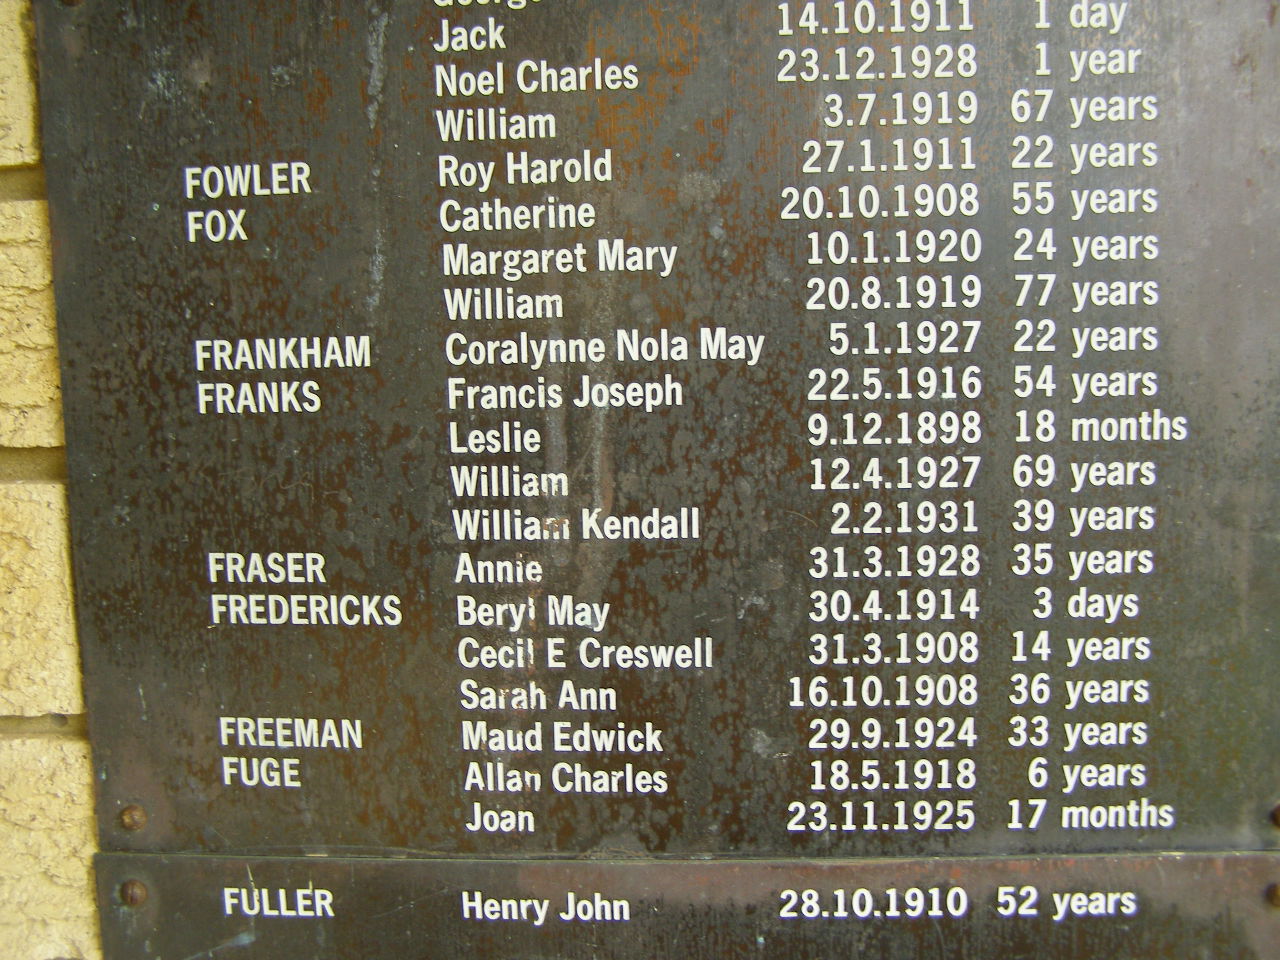 George
Jack 14.10.1911 1 day
Noel Charles 23.12.1928 1 year
William 3.7.1919 67 years
FOWLER Roy Harold 27.1.1911 22 years
FOX Catherine 20.10.1908 55 years
Margaret Mary 10.1.1920 24 years
William 20.8.1919 77 years
FRANKHAM Coralynne Nola May 5.1.1927 22 years
FRANKS Francis Joseph 22.5.1916 54 years
Leslie 9.12.1898 18 months
William 12.4.1927 69 years
William Kendall 2.2.1931 39 years
FRASER Annie 31.3.1928 35 years
FREDERICKS Beryl May 30.4.1914 3 days
Cecil E Creswell 31.3.1908 14 years
Sarah Ann 16.10.1908 36 years
FREEMAN Maud Edwick 29.9.1924 33 years
FUGE Allan Charles 18.5.1918 6 years
Joan 23.11.1925 17 months
FULLER Henry John 28.10.1910 52 years